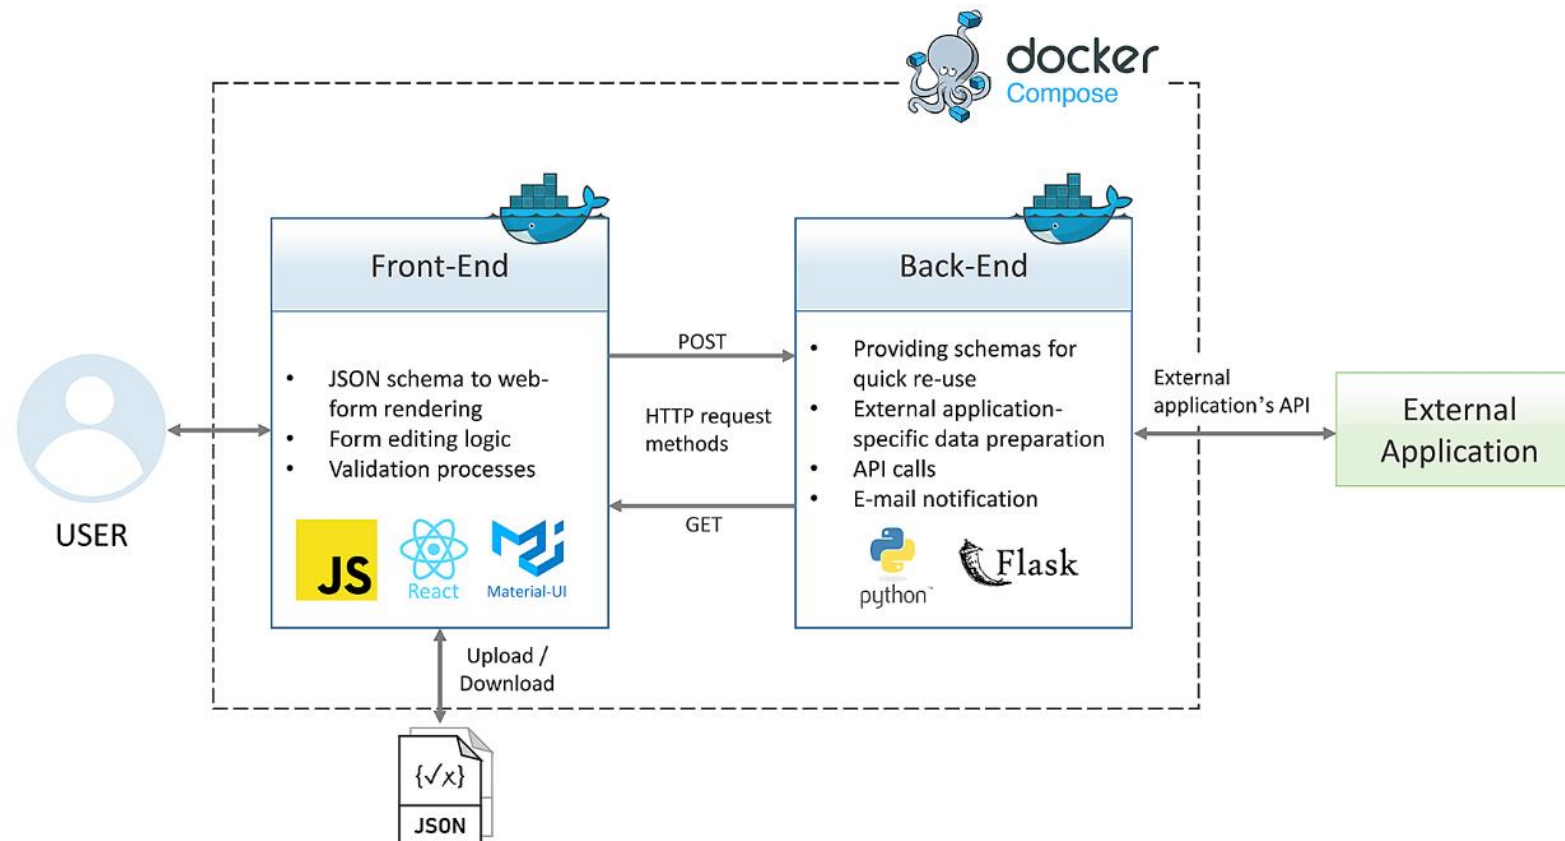 docker
Compose
Front-End
• JSON schema to web-
form rendering
• Form editing logic
• Validation processes
JS
React
Material-UI
POST
HTTP request
methods
GET
Back-End
• Providing schemas for
quick re-use
• External application-
specific data preparation
• API calls
• E-mail notification
python™
Flask
External
application's API
External
Application
USER
Upload /
Download
{√x}
JSON